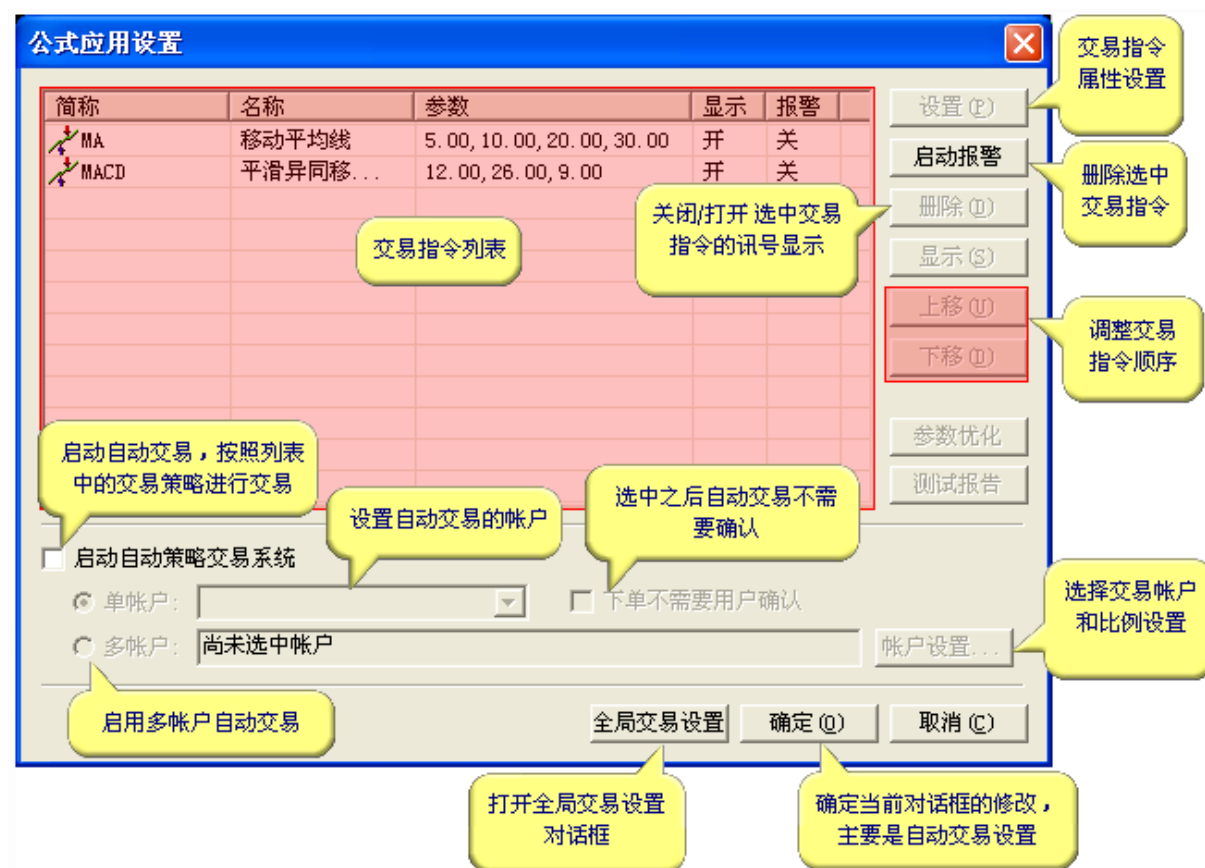 公式应用设置
交易指令
属性设置
简称 名称 参数 显示 报警
设置(P)
MA 移动平均线 5.00,10.00,20.00,30.00 开 关
启动报警
MACD 平滑异同移... 12.00,26.00,9.00 开 关
删除选中
交易指令
关闭/打开 选中交易
指令的讯号显示
删除(D)
交易指令列表
显示(S)
上移(U)
下移(D)
调整交易
指令顺序
参数优化
测试报告
启动自动交易，按照列表
中的交易策略进行交易
设置自动交易的帐户
选中之后自动交易不需
要确认
启动自动策略交易系统
单帐户:
下单不需要用户确认
选择交易帐户
和比例设置
多帐户: 尚未选中帐户
帐户设置...
启用多帐户自动交易
全局交易设置 确定(O) 取消(C)
打开全局交易设置
对话框
确定当前对话框的修改，
主要是自动交易设置